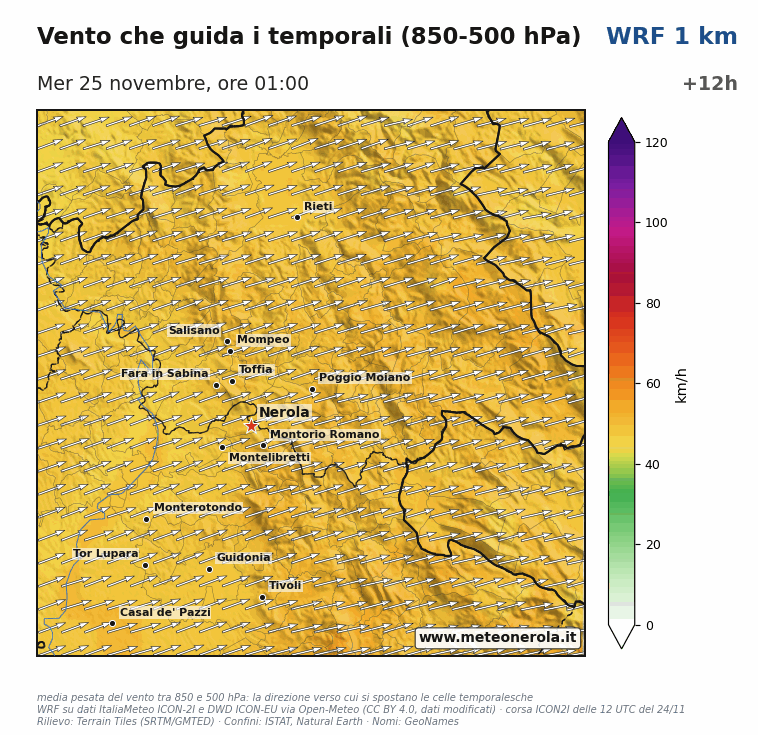 Vento che guida i temporali (850-500 hPa) WRF 1 km
Mer 25 novembre, ore 01:00 +12h
Rieti
Salisano
Mompeo
Fara in Sabina
Toffia
Poggio Moiano
Nerola
Montorio Romano
Montelibretti
Monterotondo
Tor Lupara
Guidonia
Tivoli
Casal de' Pazzi
www.meteonerola.it
120
100
80
60
40
20
0
km/h
media pesata del vento tra 850 e 500 hPa: la direzione verso cui si spostano le celle temporalesche
WRF su dati ItaliaMeteo ICON-2I e DWD ICON-EU via Open-Meteo (CC BY 4.0, dati modificati) · corsa ICON2I delle 12 UTC del 24/11
Rilievo: Terrain Tiles (SRTM/GMTED) · Confini: ISTAT, Natural Earth · Nomi: GeoNames